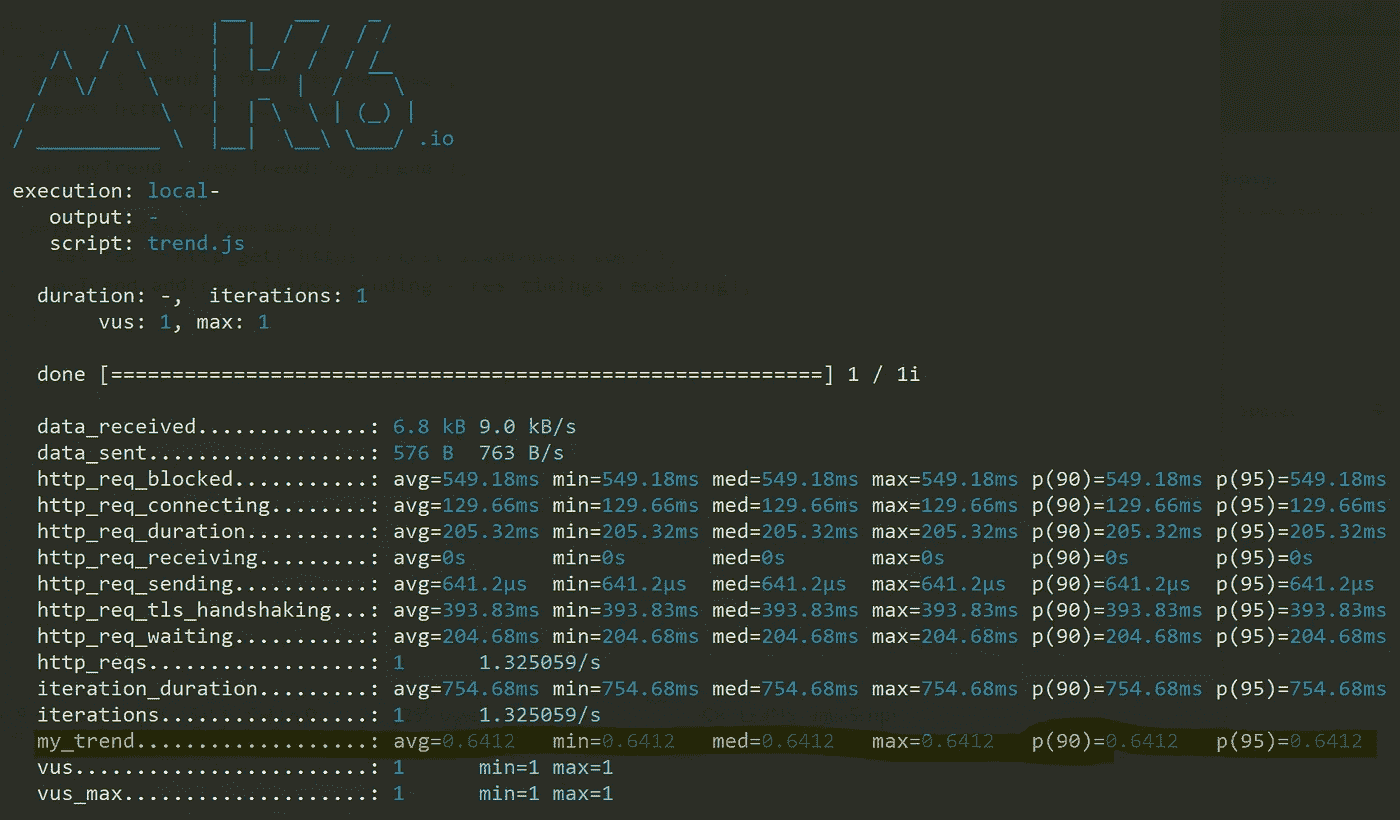 K6 .io
execution: local-
output: -
script: trend.js
duration: -, iterations: 1
vus: 1, max: 1
done [==========================================================] 1 / 1i
data_received..............: 6.8 kB 9.0 kB/s
data_sent..................: 576 B 763 B/s
http_req_blocked...........: avg=549.18ms min=549.18ms med=549.18ms max=549.18ms p(90)=549.18ms p(95)=549.18ms
http_req_connecting........: avg=129.66ms min=129.66ms med=129.66ms max=129.66ms p(90)=129.66ms p(95)=129.66ms
http_req_duration..........: avg=205.32ms min=205.32ms med=205.32ms max=205.32ms p(90)=205.32ms p(95)=205.32ms
http_req_receiving.........: avg=0s min=0s med=0s max=0s p(90)=0s p(95)=0s
http_req_sending...........: avg=641.2µs min=641.2µs med=641.2µs max=641.2µs p(90)=641.2µs p(95)=641.2µs
http_req_tls_handshaking...: avg=393.83ms min=393.83ms med=393.83ms max=393.83ms p(90)=393.83ms p(95)=393.83ms
http_req_waiting...........: avg=204.68ms min=204.68ms med=204.68ms max=204.68ms p(90)=204.68ms p(95)=204.68ms
http_reqs..................: 1 1.325059/s
iteration_duration.........: avg=754.68ms min=754.68ms med=754.68ms max=754.68ms p(90)=754.68ms p(95)=754.68ms
iterations.................: 1 1.325059/s
my_trend...................: avg=0.6412 min=0.6412 med=0.6412 max=0.6412 p(90)=0.6412 p(95)=0.6412
vus........................: 1 min=1 max=1
vus_max....................: 1 min=1 max=1